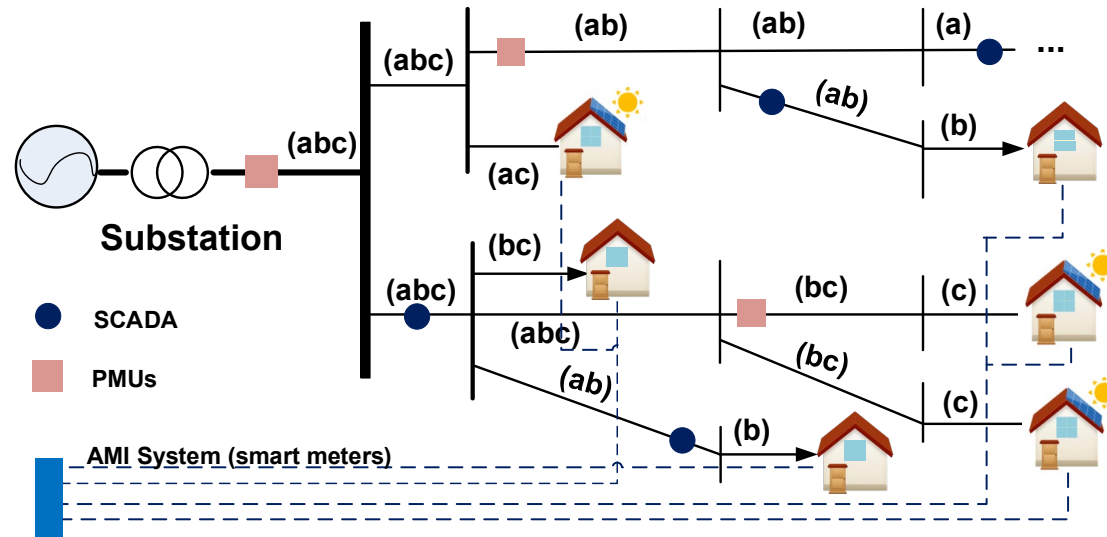 (ab)
(ab)
(a)
...
(abc)
(ab)
(b)
(abc)
(ac)
Substation
(bc)
(abc)
(bc)
(c)
SCADA
(abc)
(bc)
PMUs
(ab)
(c)
(b)
AMI System (smart meters)